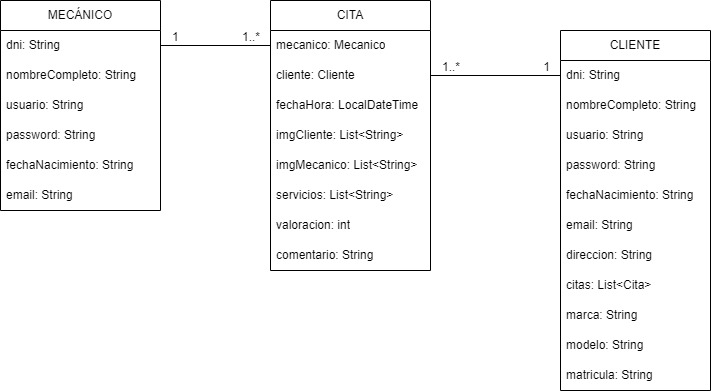 MECÁNICO
dni: String
nombreCompleto: String
usuario: String
password: String
fechaNacimiento: String
email: String
1
1..*
CITA
mecanico: Mecanico
cliente: Cliente
fechaHora: LocalDateTime
imgCliente: List<String>
imgMecanico: List<String>
servicios: List<String>
valoracion: int
comentario: String
1..*
1
CLIENTE
dni: String
nombreCompleto: String
usuario: String
password: String
fechaNacimiento: String
email: String
direccion: String
citas: List<Cita>
marca: String
modelo: String
matricula: String